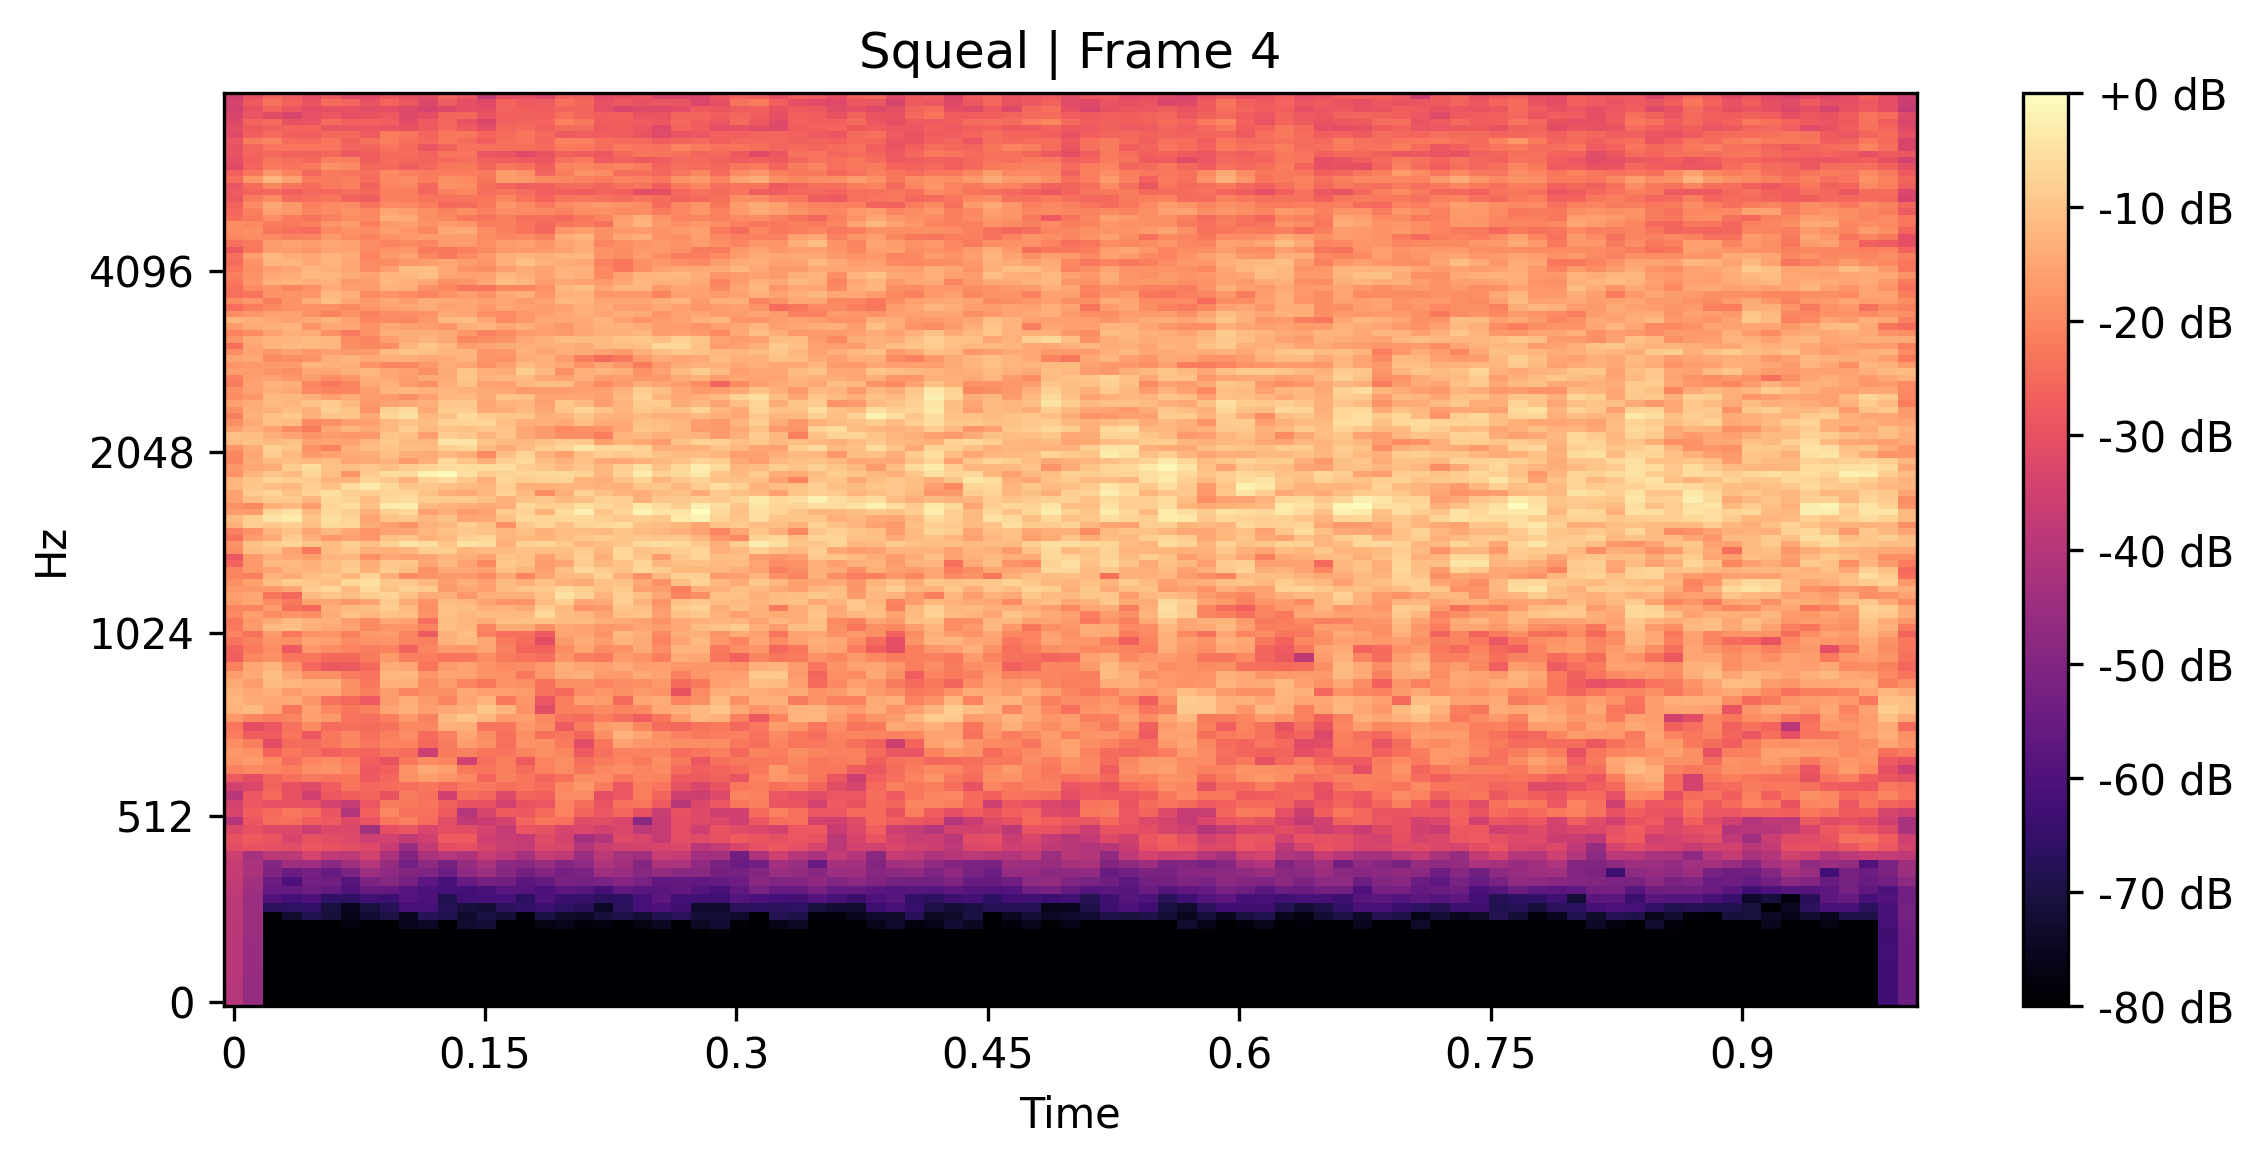 Squeal | Frame 4
+0 dB
-10 dB
-20 dB
-30 dB
-40 dB
-50 dB
-60 dB
-70 dB
-80 dB
Hz
4096
2048
1024
512
0
0 0.15 0.3 0.45 0.6 0.75 0.9
Time